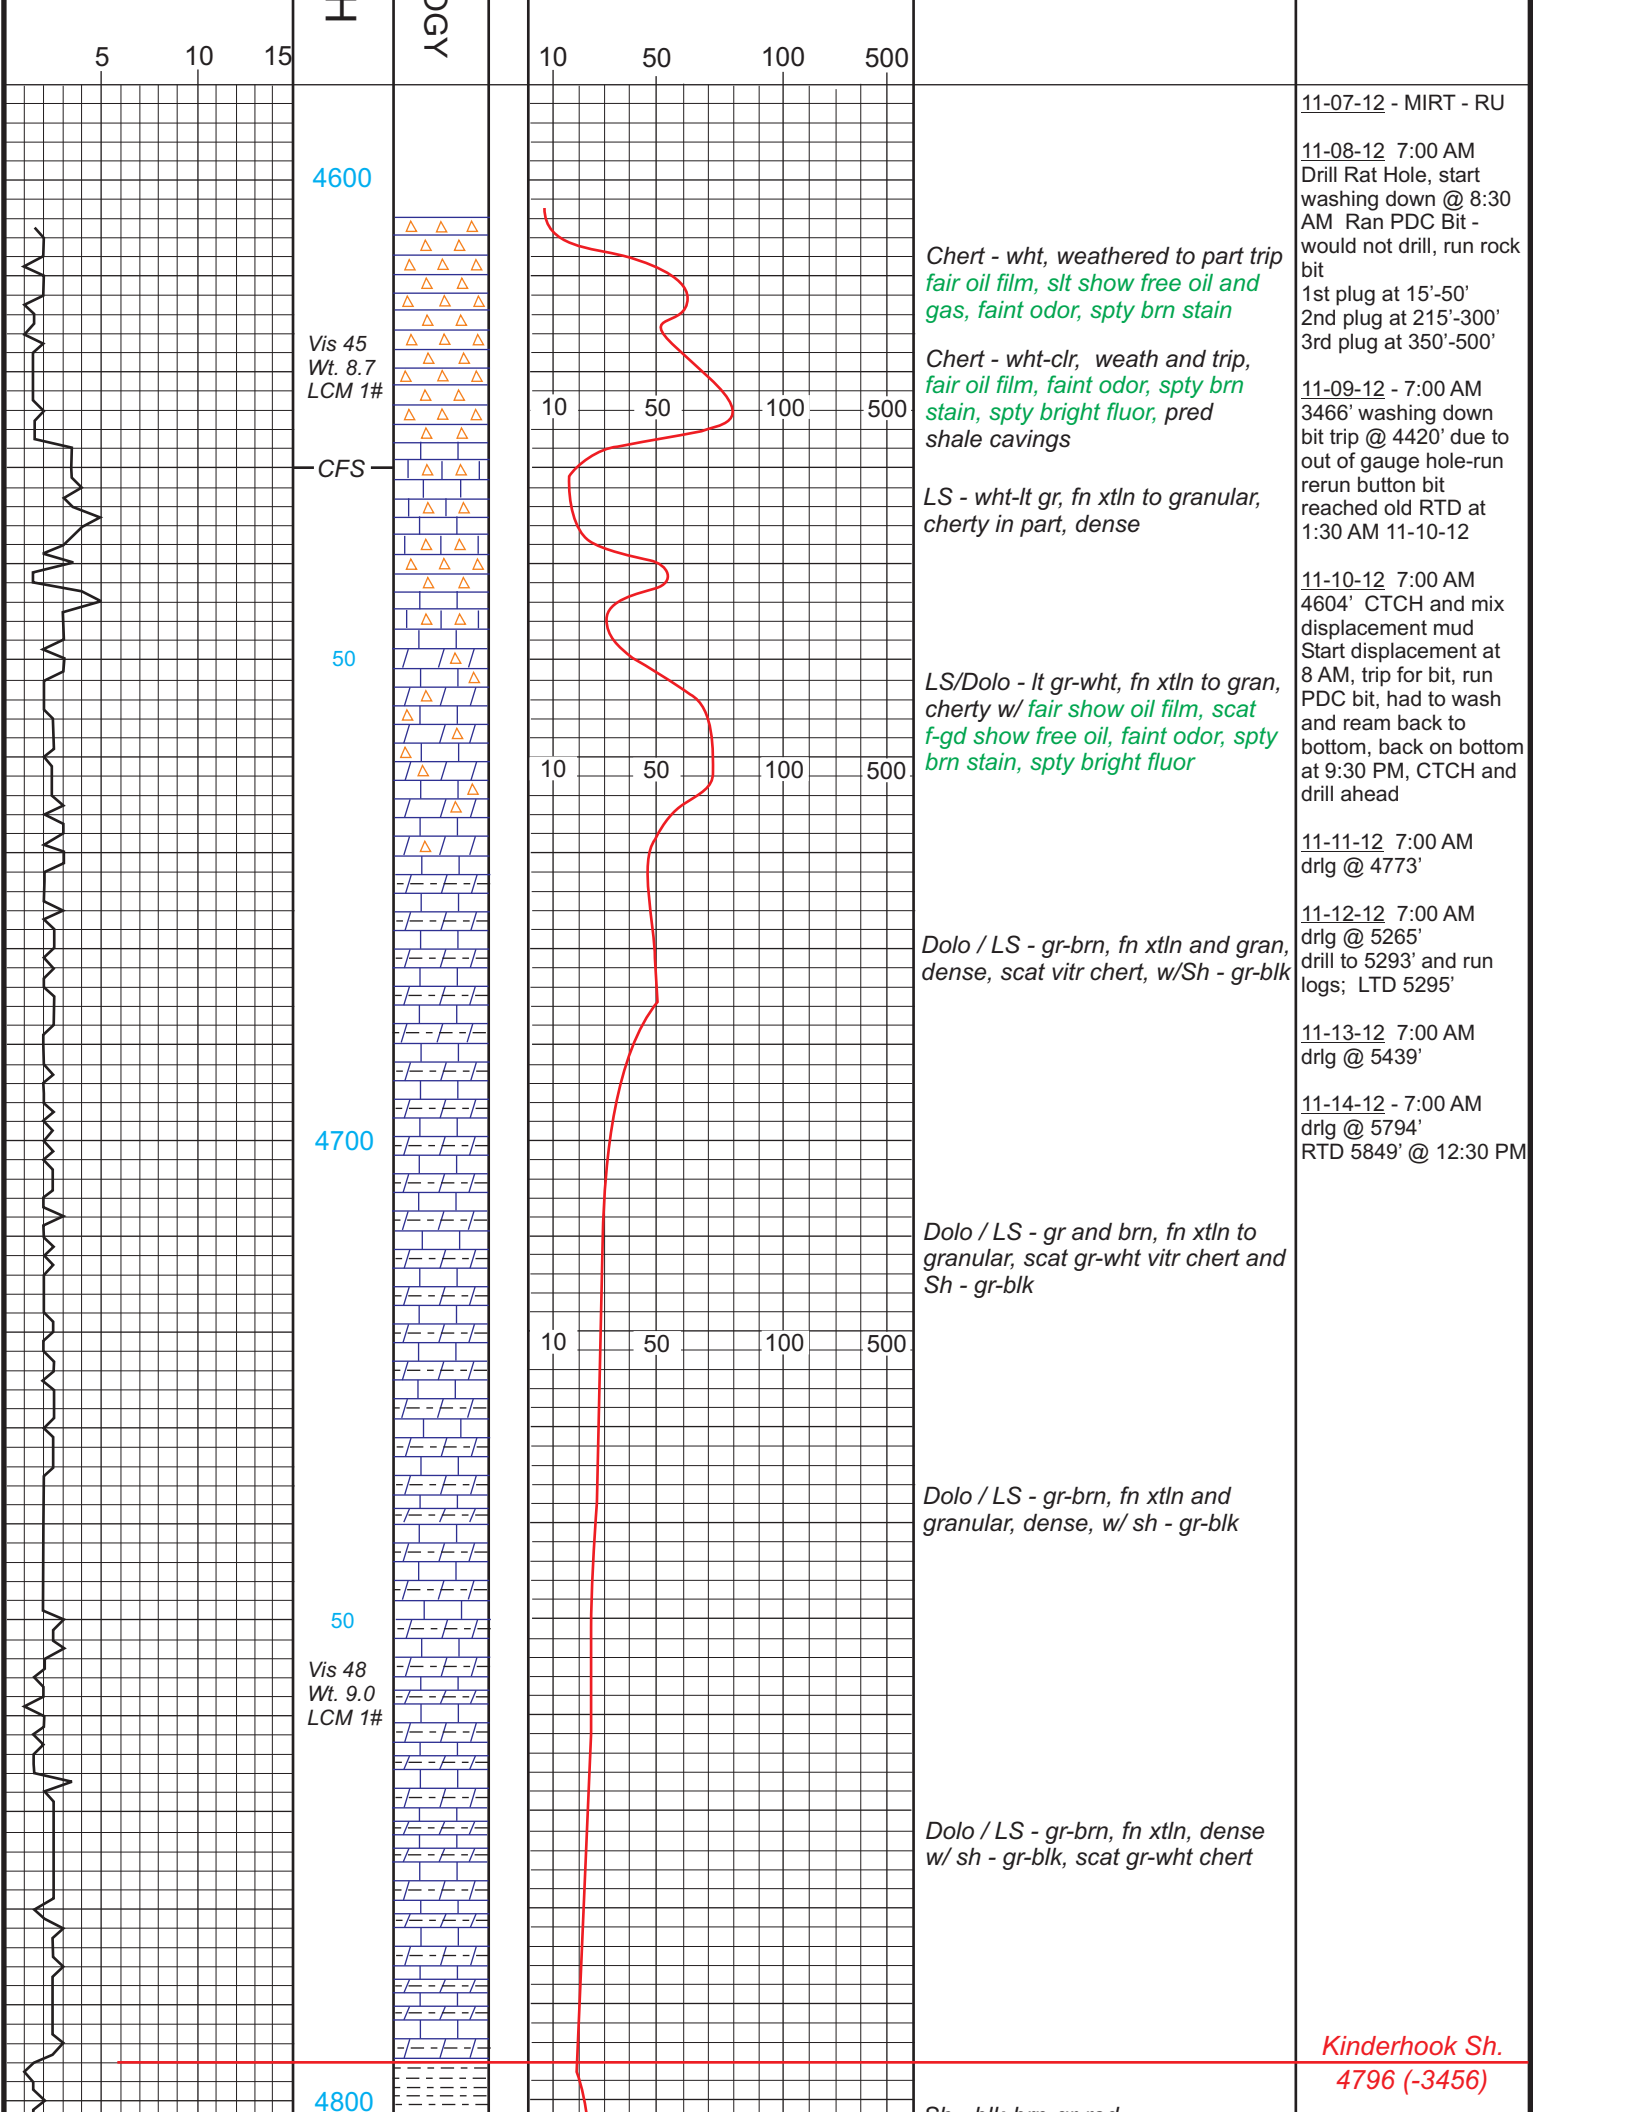 H
OGY
5 10 15
10 50 100 500
4600
Vis 45
Wt. 8.7
LCM 1#
CFS
50
4700
50
Vis 48
Wt. 9.0
LCM 1#
4800
10 50 100 500
10 50 100 500
10 50 100 500
Chert - wht, weathered to part trip
fair oil film, slt show free oil and
gas, faint odor, spty brn stain
Chert - wht-clr, weath and trip,
fair oil film, faint odor, spty brn
stain, spty bright fluor, pred
shale cavings
LS - wht-lt gr, fn xtln to granular,
cherty in part, dense
LS/Dolo - lt gr-wht, fn xtln to gran,
cherty w/ fair show oil film, scat
f-gd show free oil, faint odor, spty
brn stain, spty bright fluor
Dolo / LS - gr-brn, fn xtln and gran,
dense, scat vitr chert, w/Sh - gr-blk
Dolo / LS - gr and brn, fn xtln to
granular, scat gr-wht vitr chert and
Sh - gr-blk
Dolo / LS - gr-brn, fn xtln and
granular, dense, w/ sh - gr-blk
Dolo / LS - gr-brn, fn xtln, dense
w/ sh - gr-blk, scat gr-wht chert
11-07-12 - MIRT - RU
11-08-12 7:00 AM
Drill Rat Hole, start
washing down @ 8:30
AM Ran PDC Bit -
would not drill, run rock
bit
1st plug at 15'-50'
2nd plug at 215'-300'
3rd plug at 350'-500'
11-09-12 - 7:00 AM
3466' washing down
bit trip @ 4420' due to
out of gauge hole-run
rerun button bit
reached old RTD at
1:30 AM 11-10-12
11-10-12 7:00 AM
4604' CTCH and mix
displacement mud
Start displacement at
8 AM, trip for bit, run
PDC bit, had to wash
and ream back to
bottom, back on bottom
at 9:30 PM, CTCH and
drill ahead
11-11-12 7:00 AM
drlg @ 4773'
11-12-12 7:00 AM
drlg @ 5265'
drill to 5293' and run
logs; LTD 5295'
11-13-12 7:00 AM
drlg @ 5439'
11-14-12 - 7:00 AM
drlg @ 5794'
RTD 5849' @ 12:30 PM
Kinderhook Sh.
4796 (-3456)